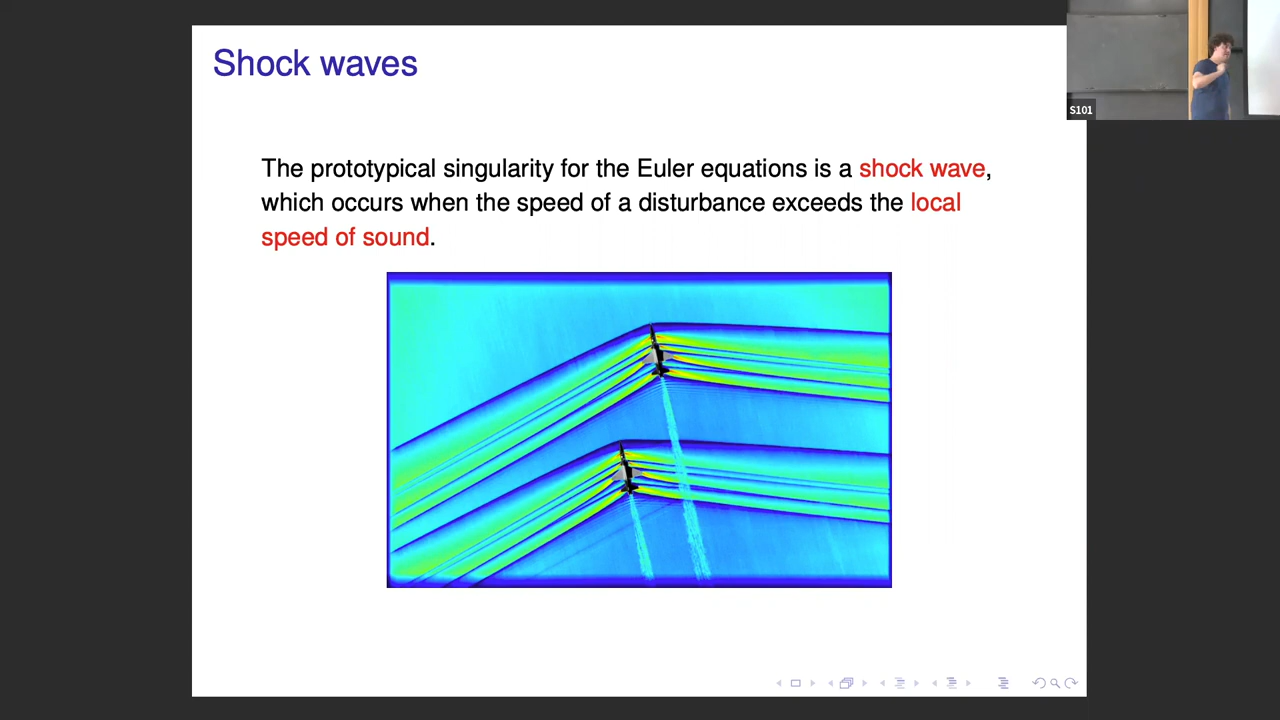 Shock waves
The prototypical singularity for the Euler equations is a shock wave,
which occurs when the speed of a disturbance exceeds the local
speed of sound.
S101